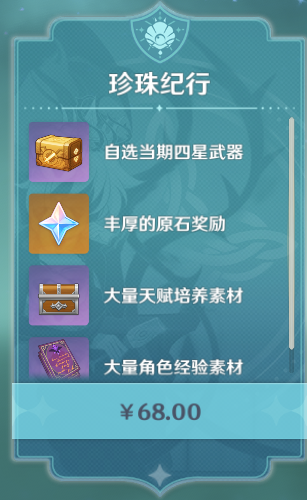 珍珠纪行
自选当期四星武器
丰厚的原石奖励
大量天赋培养素材
大量角色经验素材
￥68.00